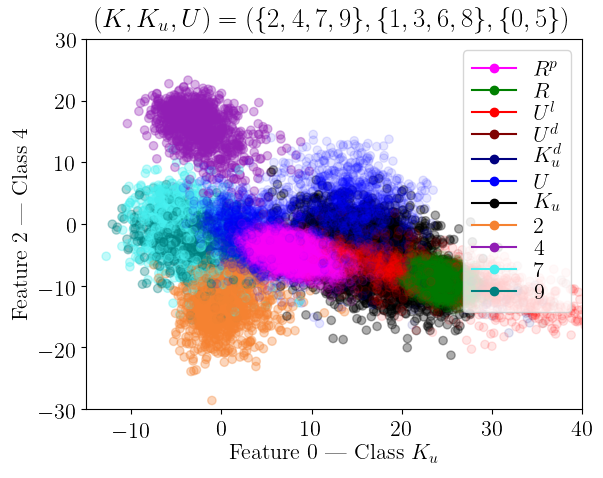 (K, K_u, U) = ({2, 4, 7, 9}, {1, 3, 6, 8}, {0, 5})
30
20
10
0
−10
−20
−30
Feature 2 — Class 4
R^p
R
U^l
U^d
K_u^d
U
K_u
2
4
7
9
−10
0
10
20
30
40
Feature 0 — Class K_u